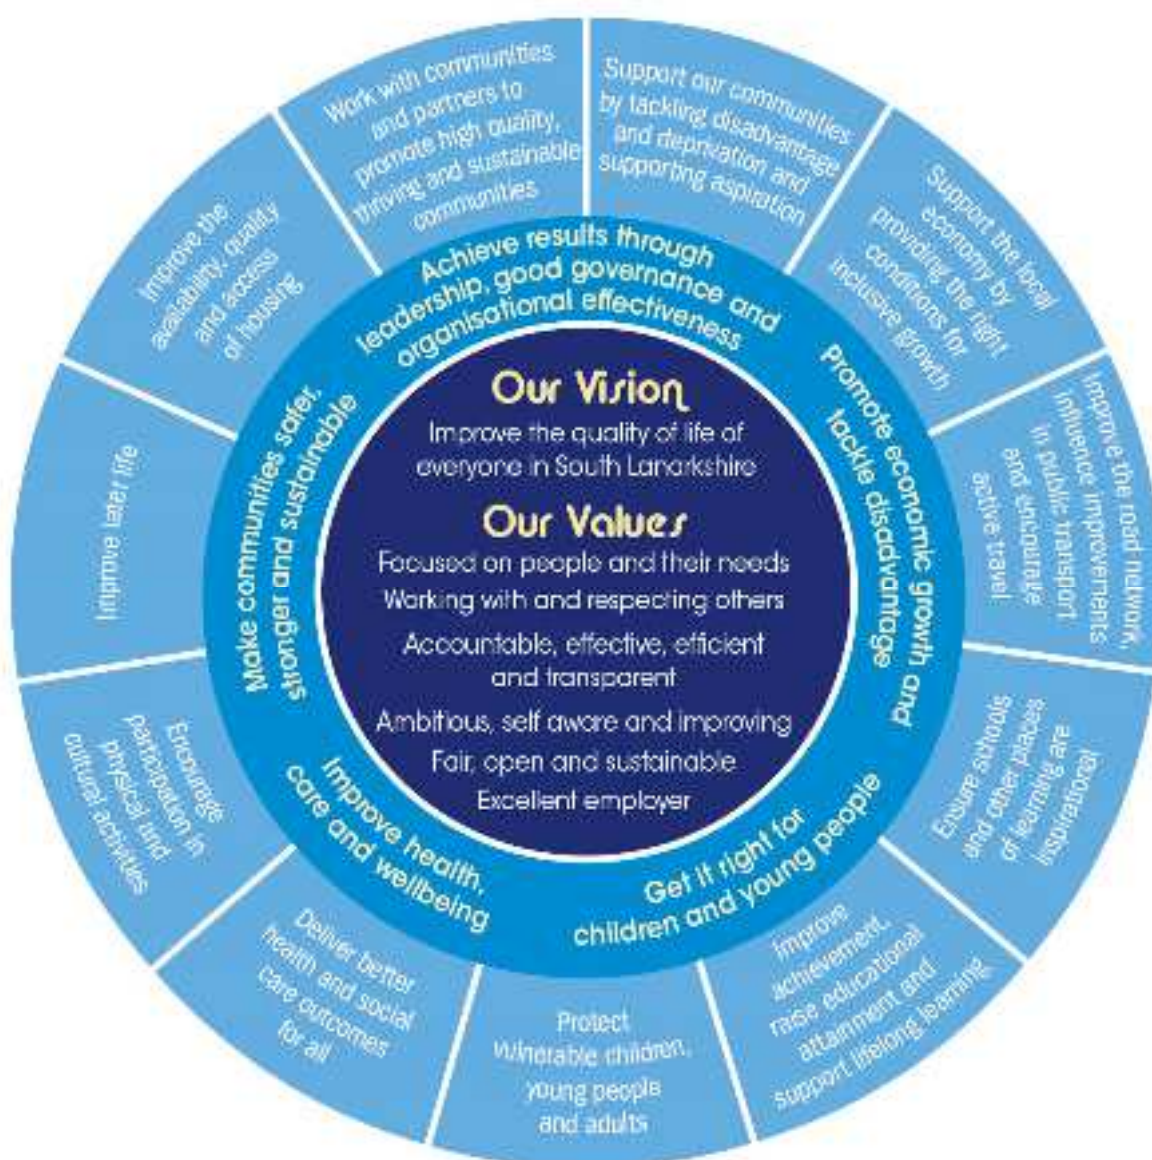 Our Vision
Improve the quality of life of
everyone in South Lanarkshire
Our Values
Focused on people and their needs
Working with and respecting others
Accountable, effective, efficient
and transparent
Ambitious, self aware and improving
Fair, open and sustainable
Excellent employer
Achieve results through
leadership, good governance and
organisational effectiveness
Promote economic growth and
tackle disadvantage
Get it right for
children and young people
Improve health,
care and wellbeing
Make communities safer,
stronger and sustainable
Support our communities
by tackling disadvantage
and deprivation and
supporting aspiration
Support the local
economy by
providing the right
conditions for
inclusive growth
Improve the road network,
influence improvements
in public transport
and encourage
active travel
Ensure schools
and other places
of learning are
inspirational
Improve
achievement,
raise educational
attainment and
support lifelong learning
Protect
vulnerable children,
young people
and adults
Deliver better
health and social
care outcomes
for all
Encourage
participation in
physical and
cultural activities
Improve later life
Improve the
availability, quality
and access
of housing
Work with communities
and partners to
promote high quality,
thriving and sustainable
communities